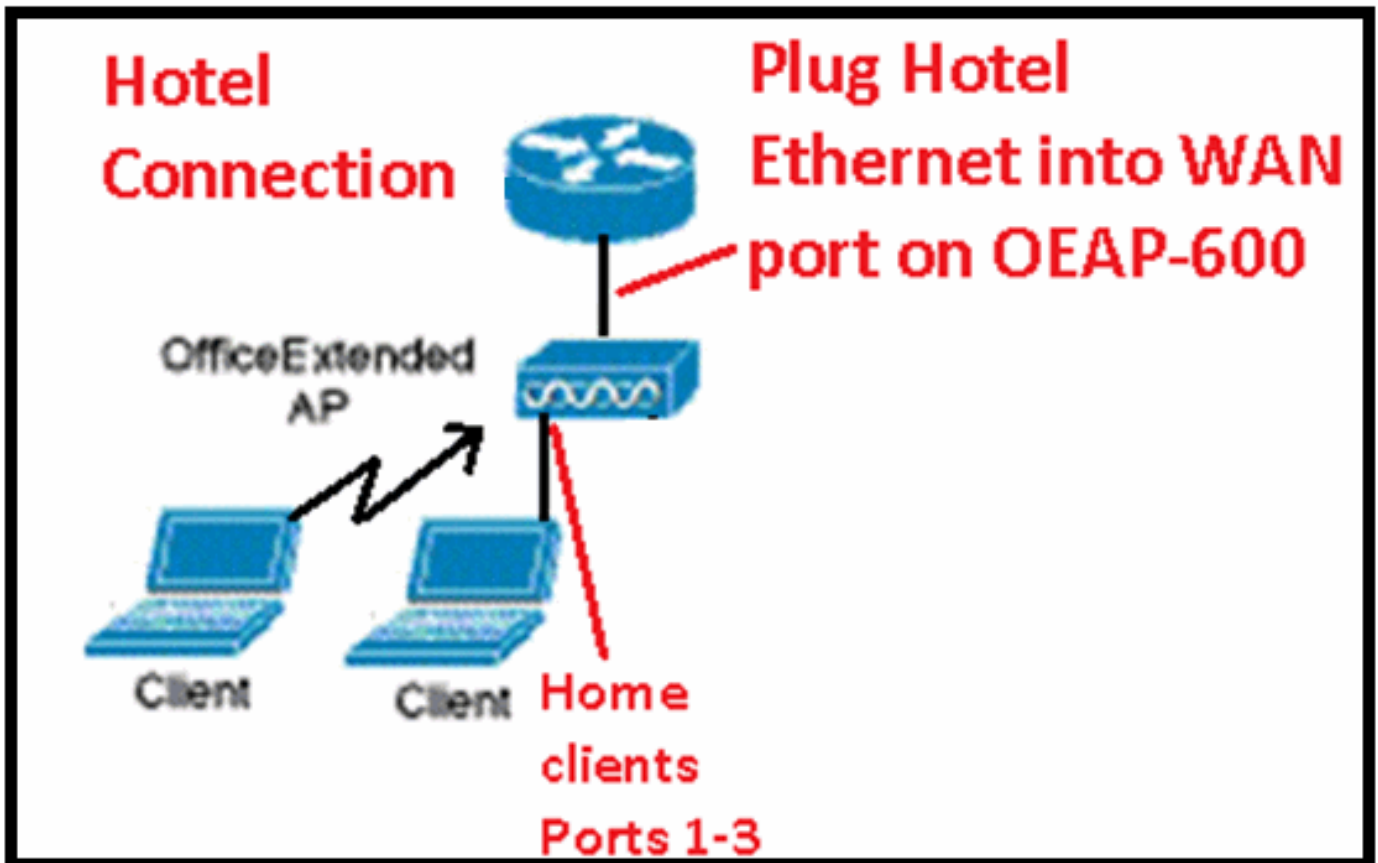 Hotel
Connection
Plug Hotel
Ethernet into WAN
port on OEAP-600
OfficeExtended
AP
Client
Client
Home
clients
Ports 1-3